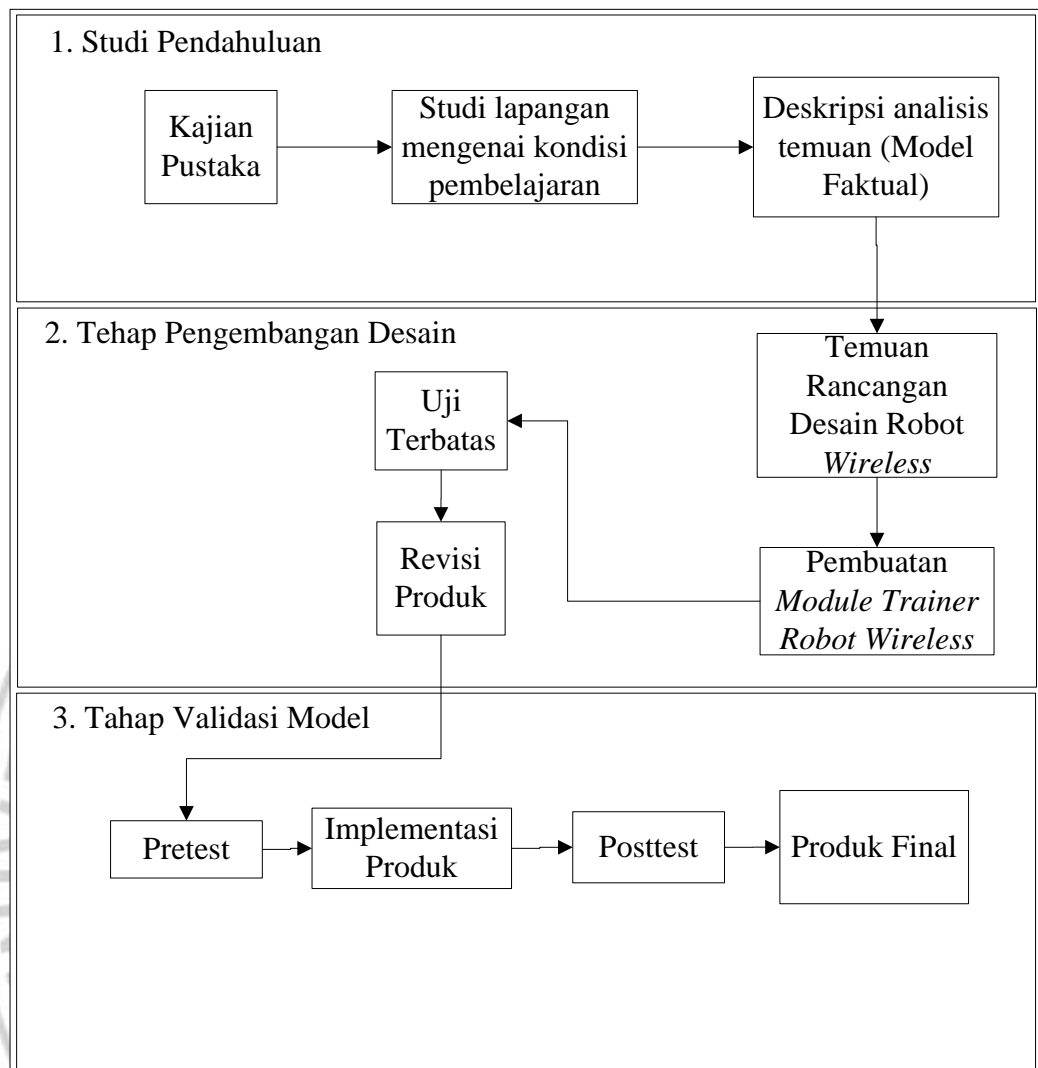 1. Studi Pendahuluan
Kajian
Pustaka
Studi lapangan
mengenai kondisi
pembelajaran
Deskripsi analisis
temuan (Model
Faktual)
2. Tehap Pengembangan Desain
Temuan
Rancangan
Desain Robot
Wireless
Pembuatan
Module Trainer
Robot Wireless
Uji
Terbatas
Revisi
Produk
3. Tahap Validasi Model
Pretest
Implementasi
Produk
Posttest
Produk Final